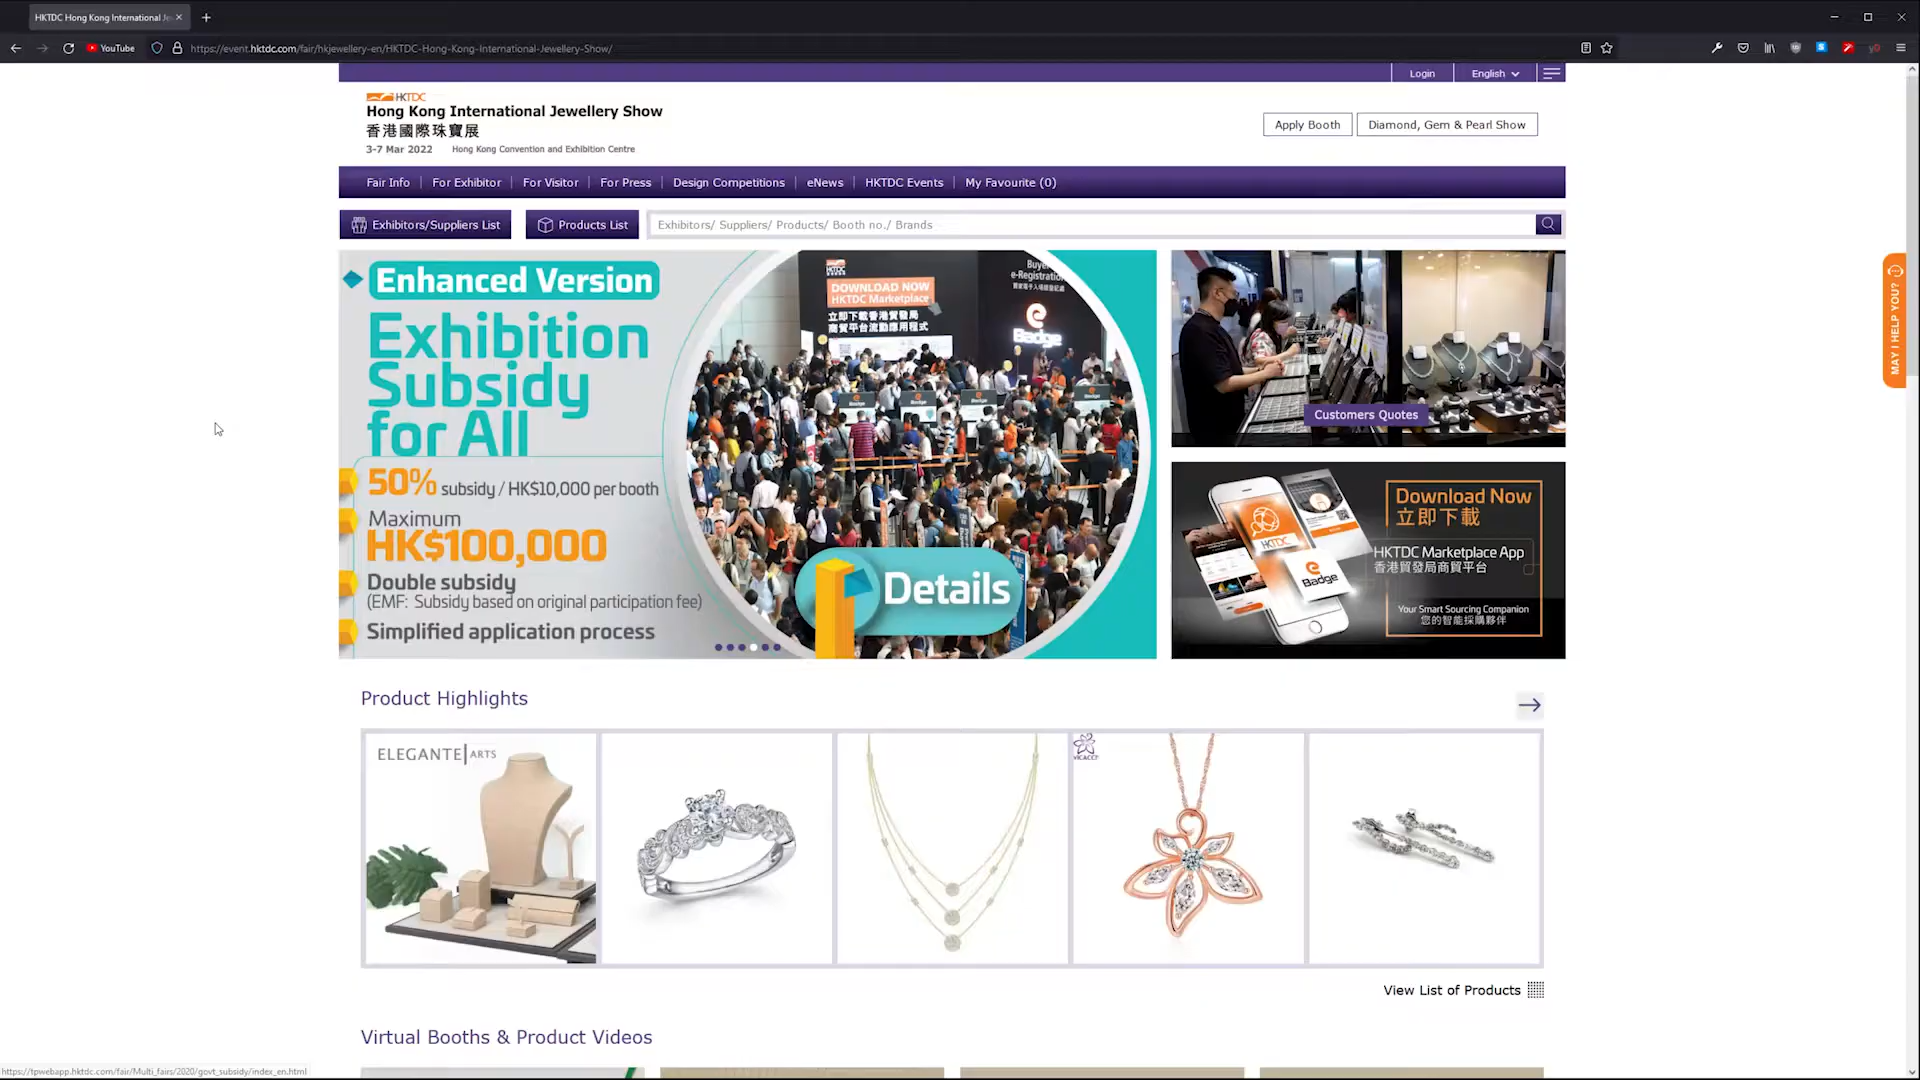 HKTDC Hong Kong International Je
YouTube
https://event.hktdc.com/fair/hkjewellery-en/HKTDC-Hong-Kong-International-Jewellery-Show/
Login
English
HKTDC
Hong Kong International Jewellery Show
香港國際珠寶展
3-7 Mar 2022 Hong Kong Convention and Exhibition Centre
Apply Booth
Diamond, Gem & Pearl Show
Fair Info
For Exhibitor
For Visitor
For Press
Design Competitions
eNews
HKTDC Events
My Favourite (0)
Exhibitors/Suppliers List
Products List
Exhibitors/ Suppliers/ Products/ Booth no./ Brands
Enhanced Version
Exhibition
Subsidy
for All
50% subsidy / HK$10,000 per booth
Maximum
HK$100,000
Double subsidy
(EMF: Subsidy based on original participation fee)
Simplified application process
DOWNLOAD NOW
HKTDC Marketplace
立即下載香港貿發局
商貿平台流動應用程式
Buyer
e-Registration
Badge
Details
Customers Quotes
Download Now
立即下載
HKTDC
Badge
HKTDC Marketplace App
香港貿發局商貿平台
Your Smart Sourcing Companion
您的智能採購夥伴
MAY I HELP YOU?
Product Highlights
ELEGANTE ARTS
VICACCI
View List of Products
Virtual Booths & Product Videos
https://tpwebapp.hktdc.com/fair/Multi_fairs/2020/govt_subsidy/index_en.html